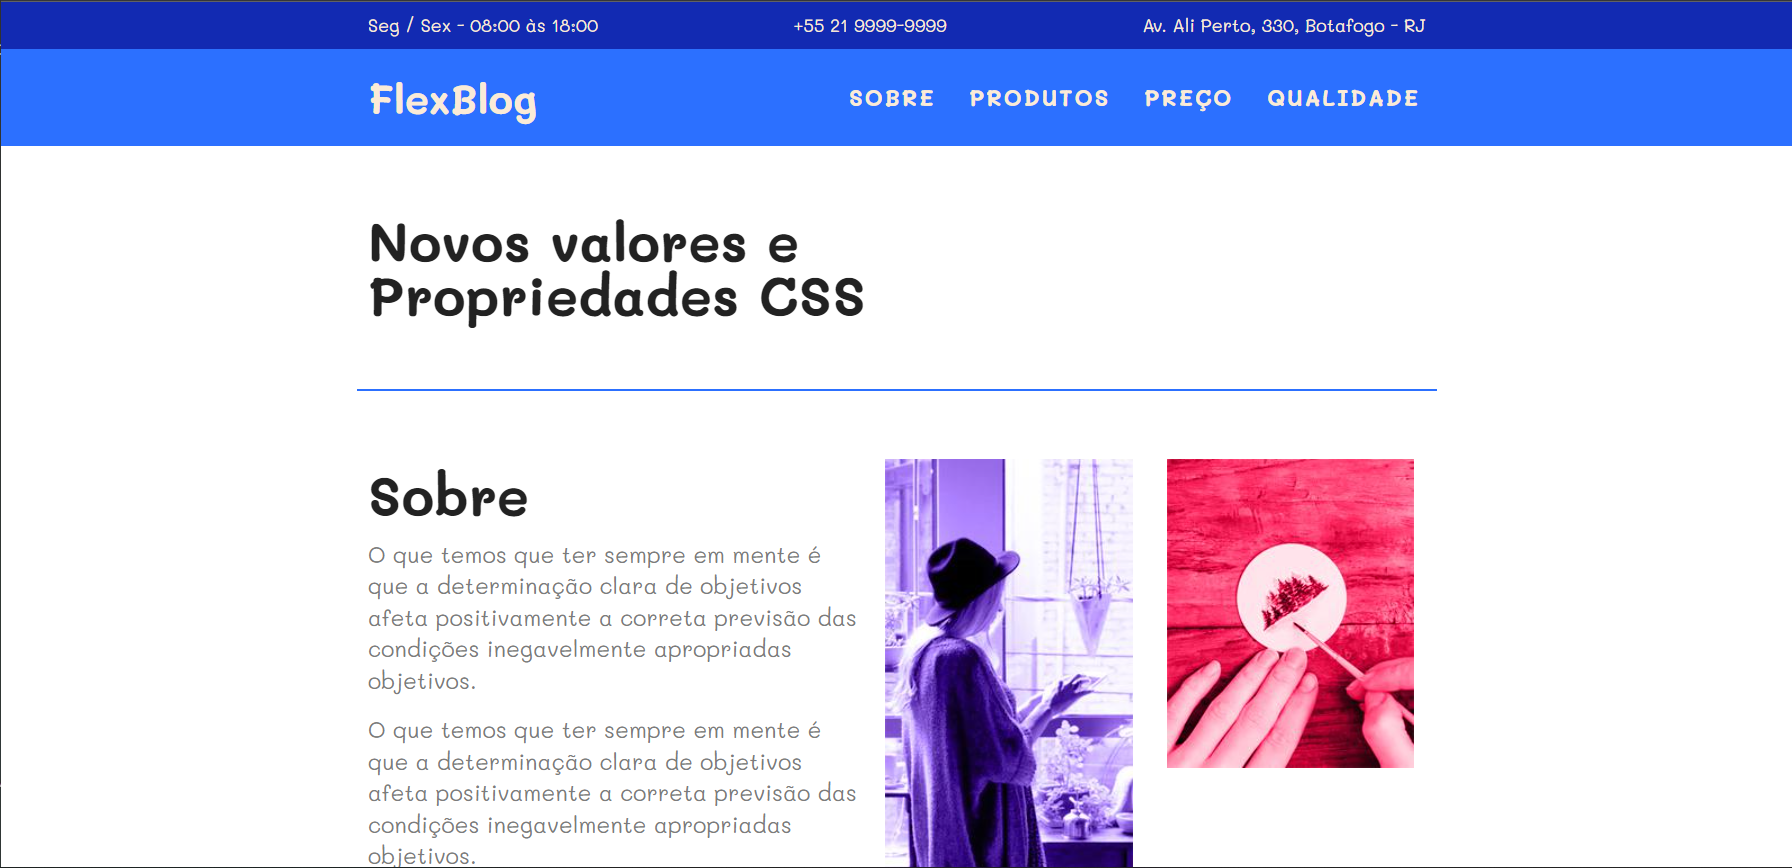 Seg / Sex - 08:00 às 18:00
+55 21 9999-9999
Av. Ali Perto, 330, Botafogo - RJ
FlexBlog
SOBRE
PRODUTOS
PREÇO
QUALIDADE
Novos valores e
Propriedades CSS
Sobre
O que temos que ter sempre em mente é
que a determinação clara de objetivos
afeta positivamente a correta previsão das
condições inegavelmente apropriadas
objetivos.
O que temos que ter sempre em mente é
que a determinação clara de objetivos
afeta positivamente a correta previsão das
condições inegavelmente apropriadas
objetivos.